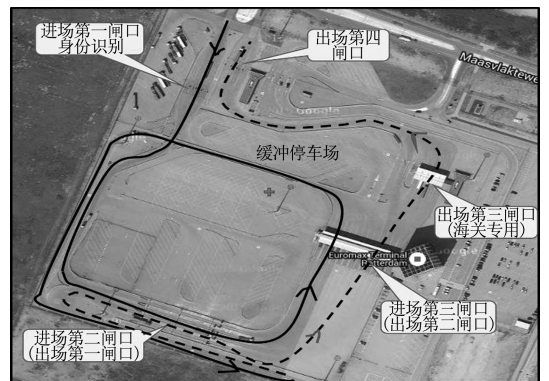 进场第一闸口
身份识别
出场第四
闸口
Maasvlaktewe
Google
缓冲停车场
出场第三闸口
(海关专用)
Euromax Terminal
Rotterdam
进场第三闸口
(出场第二闸口)
进场第二闸口
(出场第一闸口)